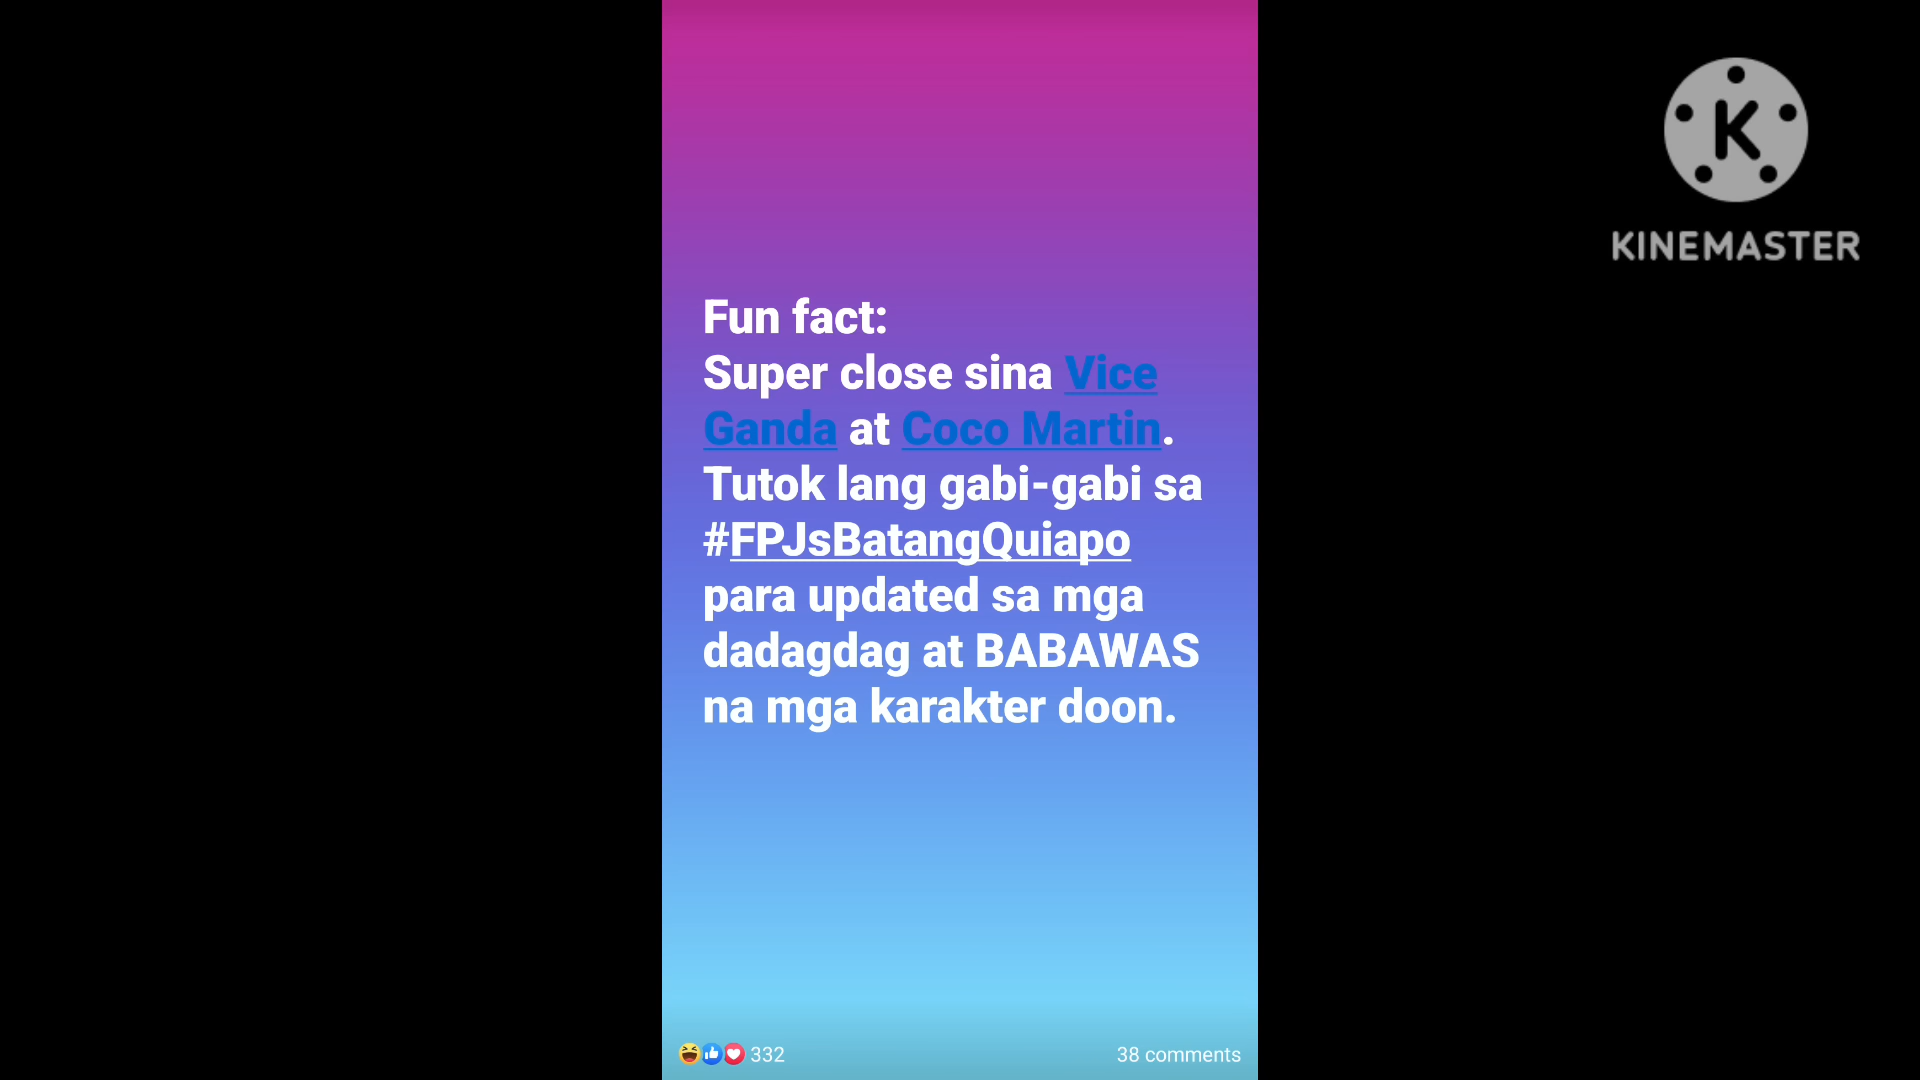 K
KINEMASTER
Fun fact:
Super close sina Vice
Ganda at Coco Martin.
Tutok lang gabi-gabi sa
#FPJsBatangQuiapo
para updated sa mga
dadagdag at BABAWAS
na mga karakter doon.
332
38 comments